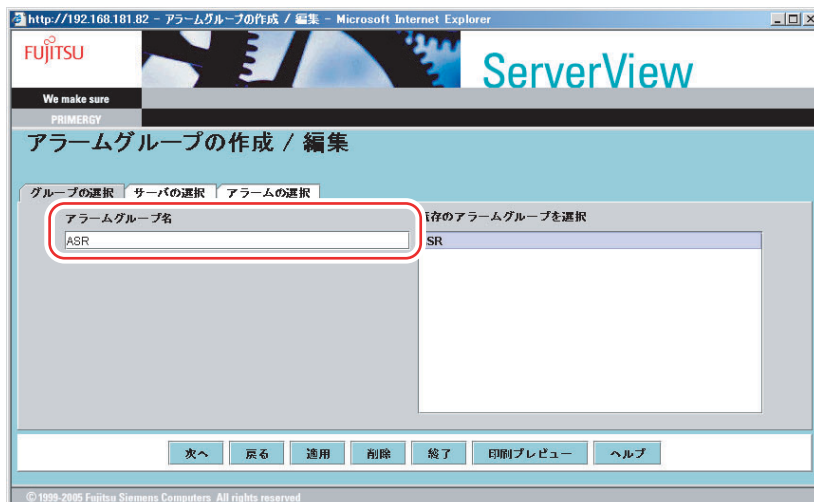 http://192.168.181.82 - アラームグループの作成 / 編集 - Microsoft Internet Explorer
FUJITSU
ServerView
We make sure
PRIMERGY
アラームグループの作成 / 編集
グループの選択 サーバの選択 アラームの選択
アラームグループ名
ASR
存のアラームグループを選択
SR
次へ 戻る 適用 削除 終了 印刷プレビュー ヘルプ
© 1999-2005 Fujitsu Siemens Computers All rights reserved